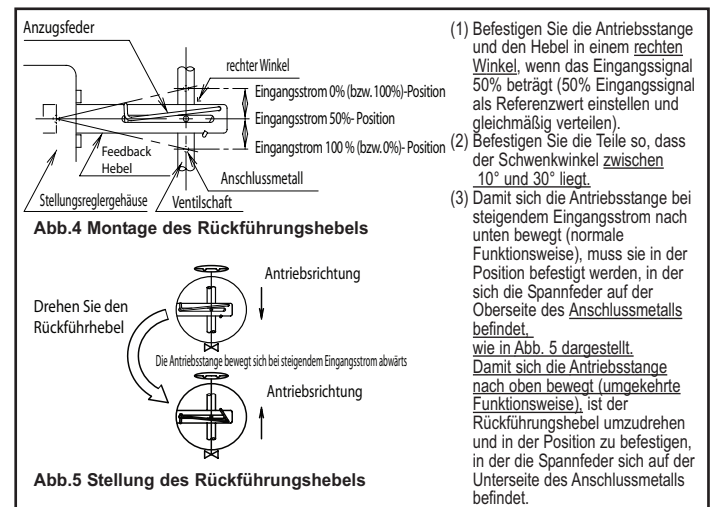 Anzugsfeder
rechter Winkel
Eingangsstrom 0% (bzw. 100%)-Position
Eingangsstrom 50%- Position
Eingangstrom 100 % (bzw.0%)- Position
Feedback
Hebel
Anschlussmetall
Stellungsreglergehäuse
Ventilschaft
Abb.4 Montage des Rückführungshebels
Antriebsrichtung
Drehen Sie den
Rückführhebel
Die Antriebsstange bewegt sich bei steigendem Eingangsstrom abwärts
Antriebsrichtung
Abb.5 Stellung des Rückführungshebels
(1) Befestigen Sie die Antriebsstange
und den Hebel in einem rechten
Winkel, wenn das Eingangssignal
50% beträgt (50% Eingangssignal
als Referenzwert einstellen und
gleichmäßig verteilen).
(2) Befestigen Sie die Teile so, dass
der Schwenkwinkel zwischen
10° und 30° liegt.
(3) Damit sich die Antriebsstange bei
steigendem Eingangsstrom nach
unten bewegt (normale
Funktionsweise), muss sie in der
Position befestigt werden, in der
sich die Spannfeder auf der
Oberseite des Anschlussmetalls
befindet,
wie in Abb. 5 dargestellt.
Damit sich die Antriebsstange
nach oben bewegt (umgekehrte
Funktionsweise), ist der
Rückführungshebel umzudrehen
und in der Position zu befestigen,
in der die Spannfeder sich auf der
Unterseite des Anschlussmetalls
befindet.